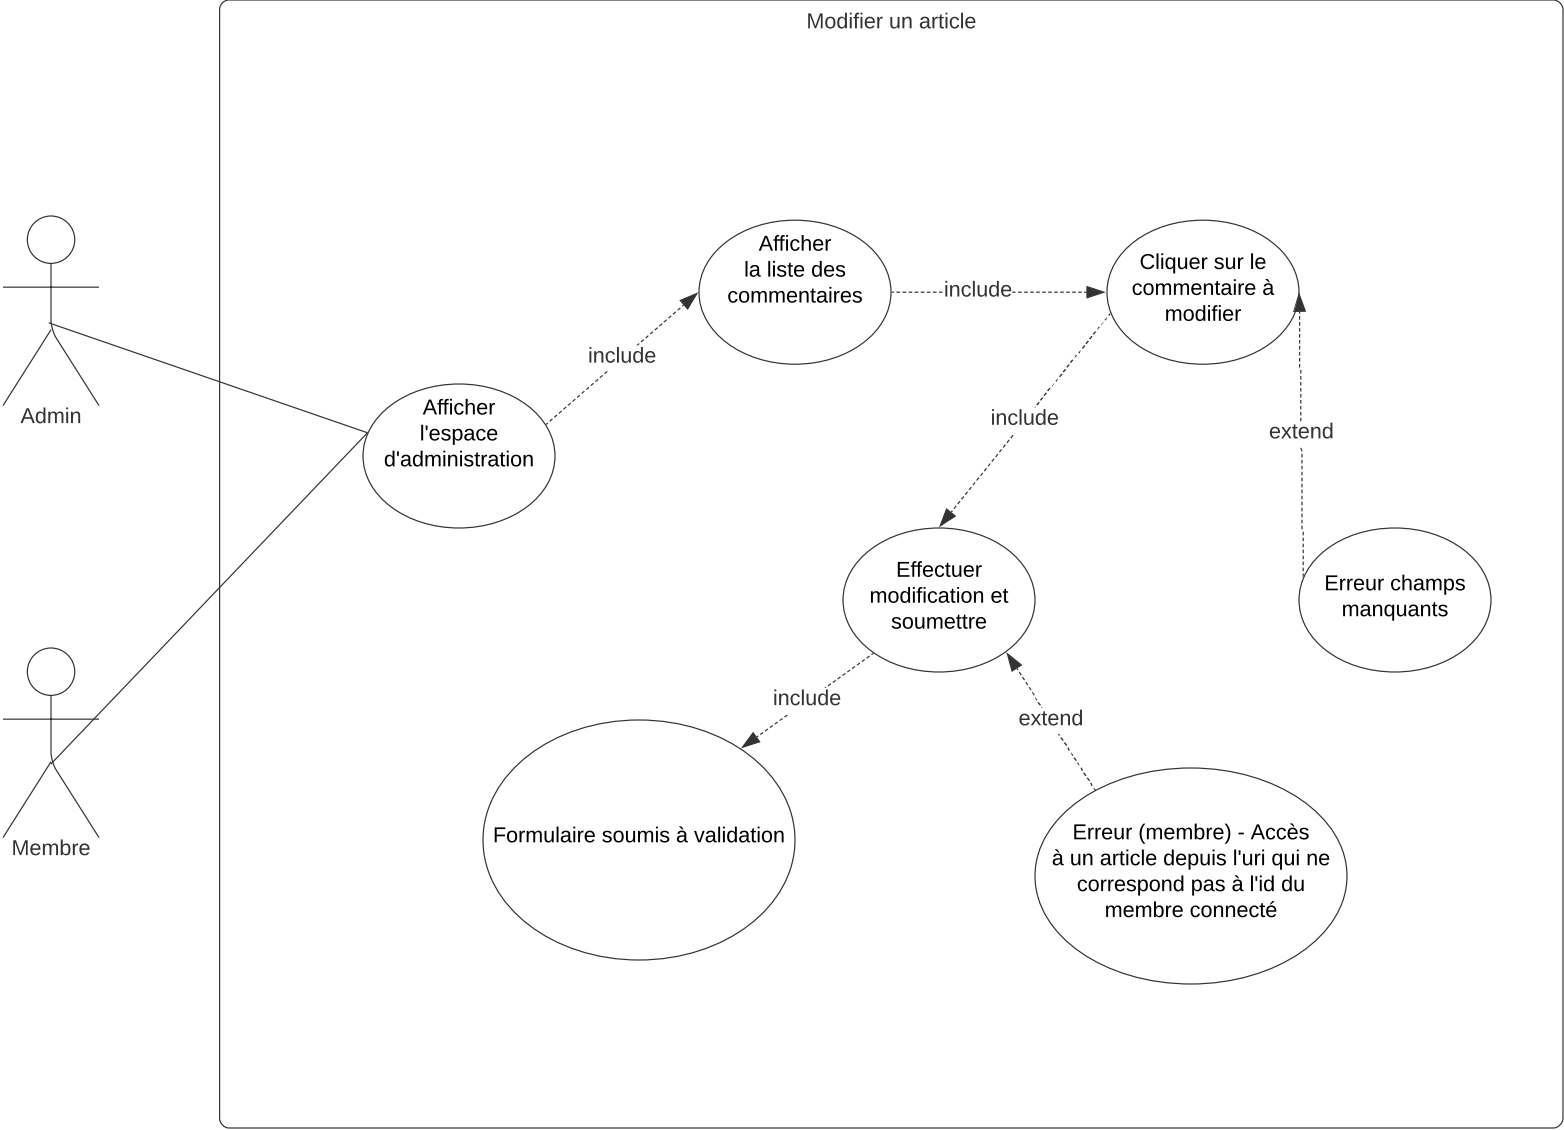 Modifier un article
Afficher
la liste des
commentaires
include
Cliquer sur le
commentaire à
modifier
include
Admin
Afficher
l'espace
d'administration
include
extend
Effectuer
modification et
soumettre
Erreur champs
manquants
include
extend
Membre
Formulaire soumis à validation
Erreur (membre) - Accès
à un article depuis l'uri qui ne
correspond pas à l'id du
membre connecté